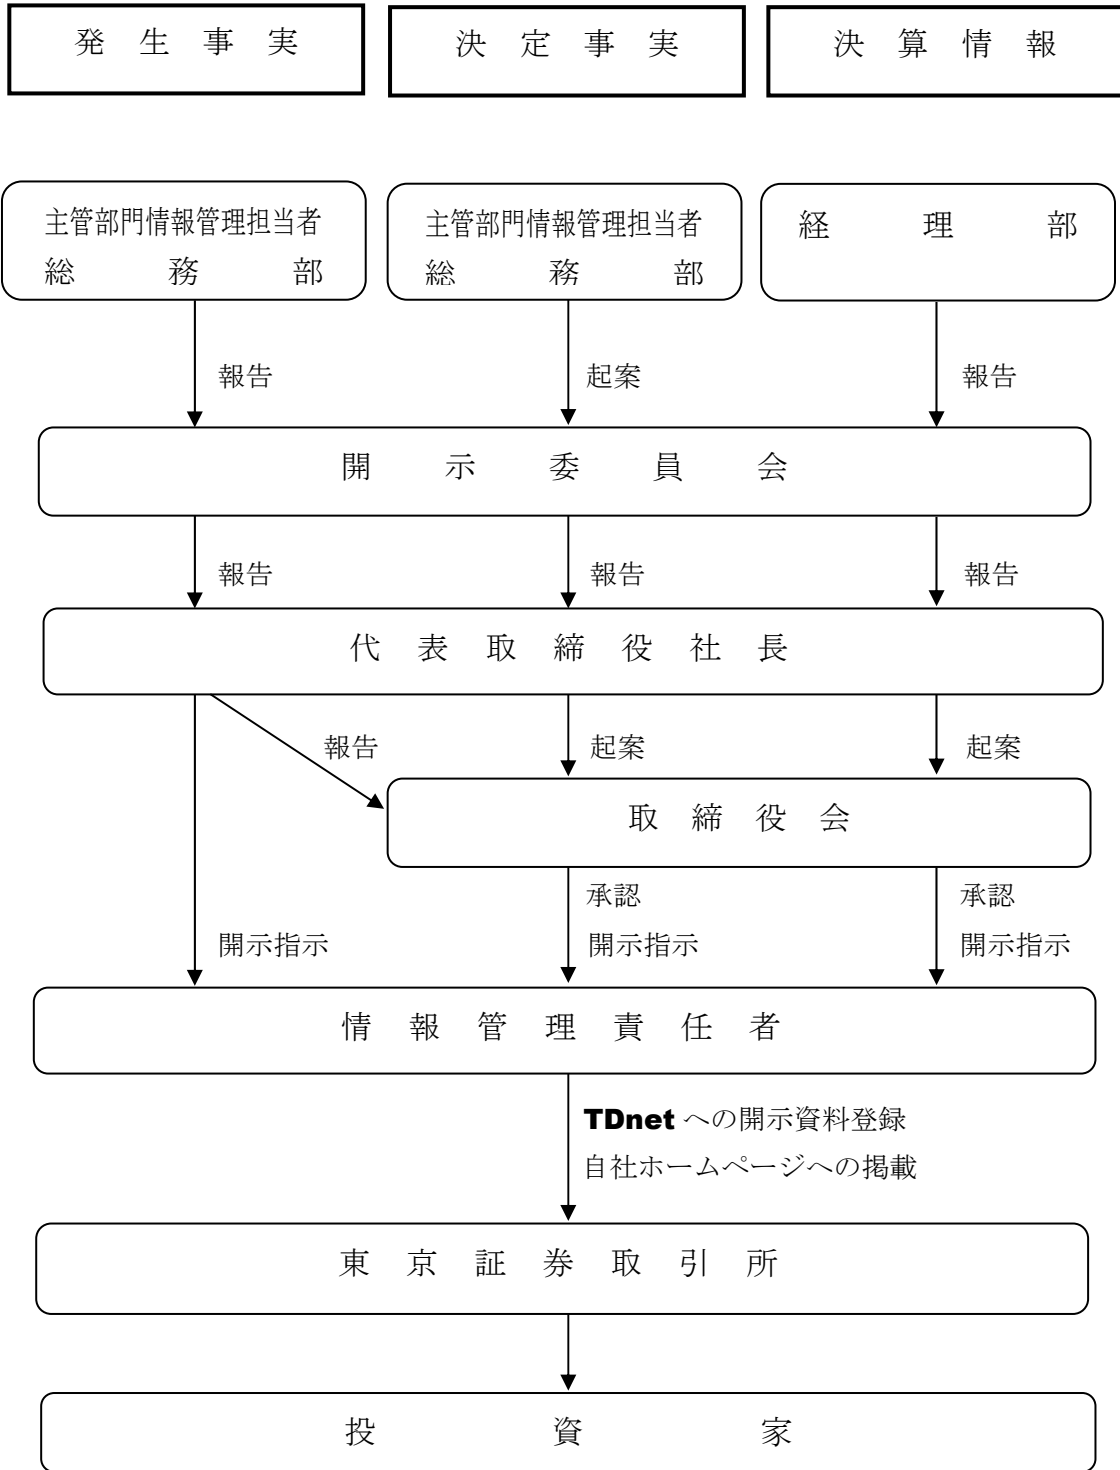 発生事実
決定事実
決算情報
主管部門情報管理担当者
総務部
主管部門情報管理担当者
総務部
経理部
報告
起案
報告
開示委員会
報告
報告
報告
代表取締役社長
報告
起案
起案
取締役会
承認
承認
開示指示
開示指示
開示指示
情報管理責任者
TDnet への開示資料登録
自社ホームページへの掲載
東京証券取引所
投資家